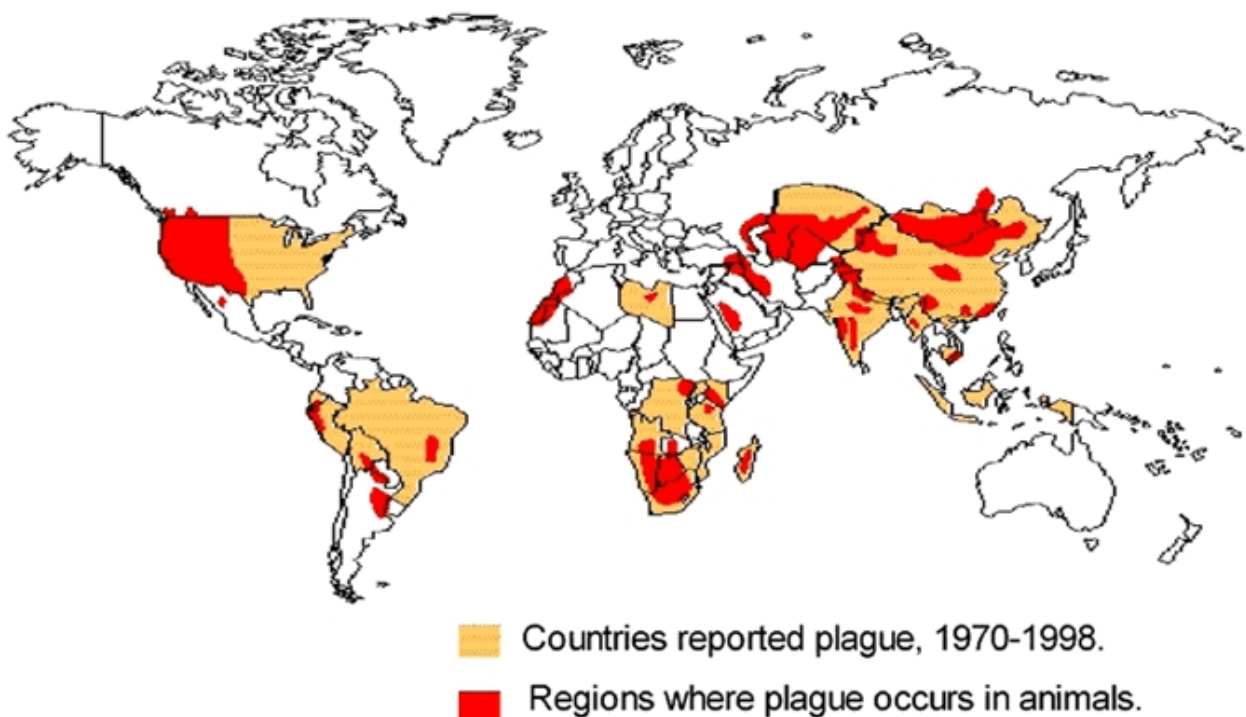 Countries reported plague, 1970-1998.
Regions where plague occurs in animals.